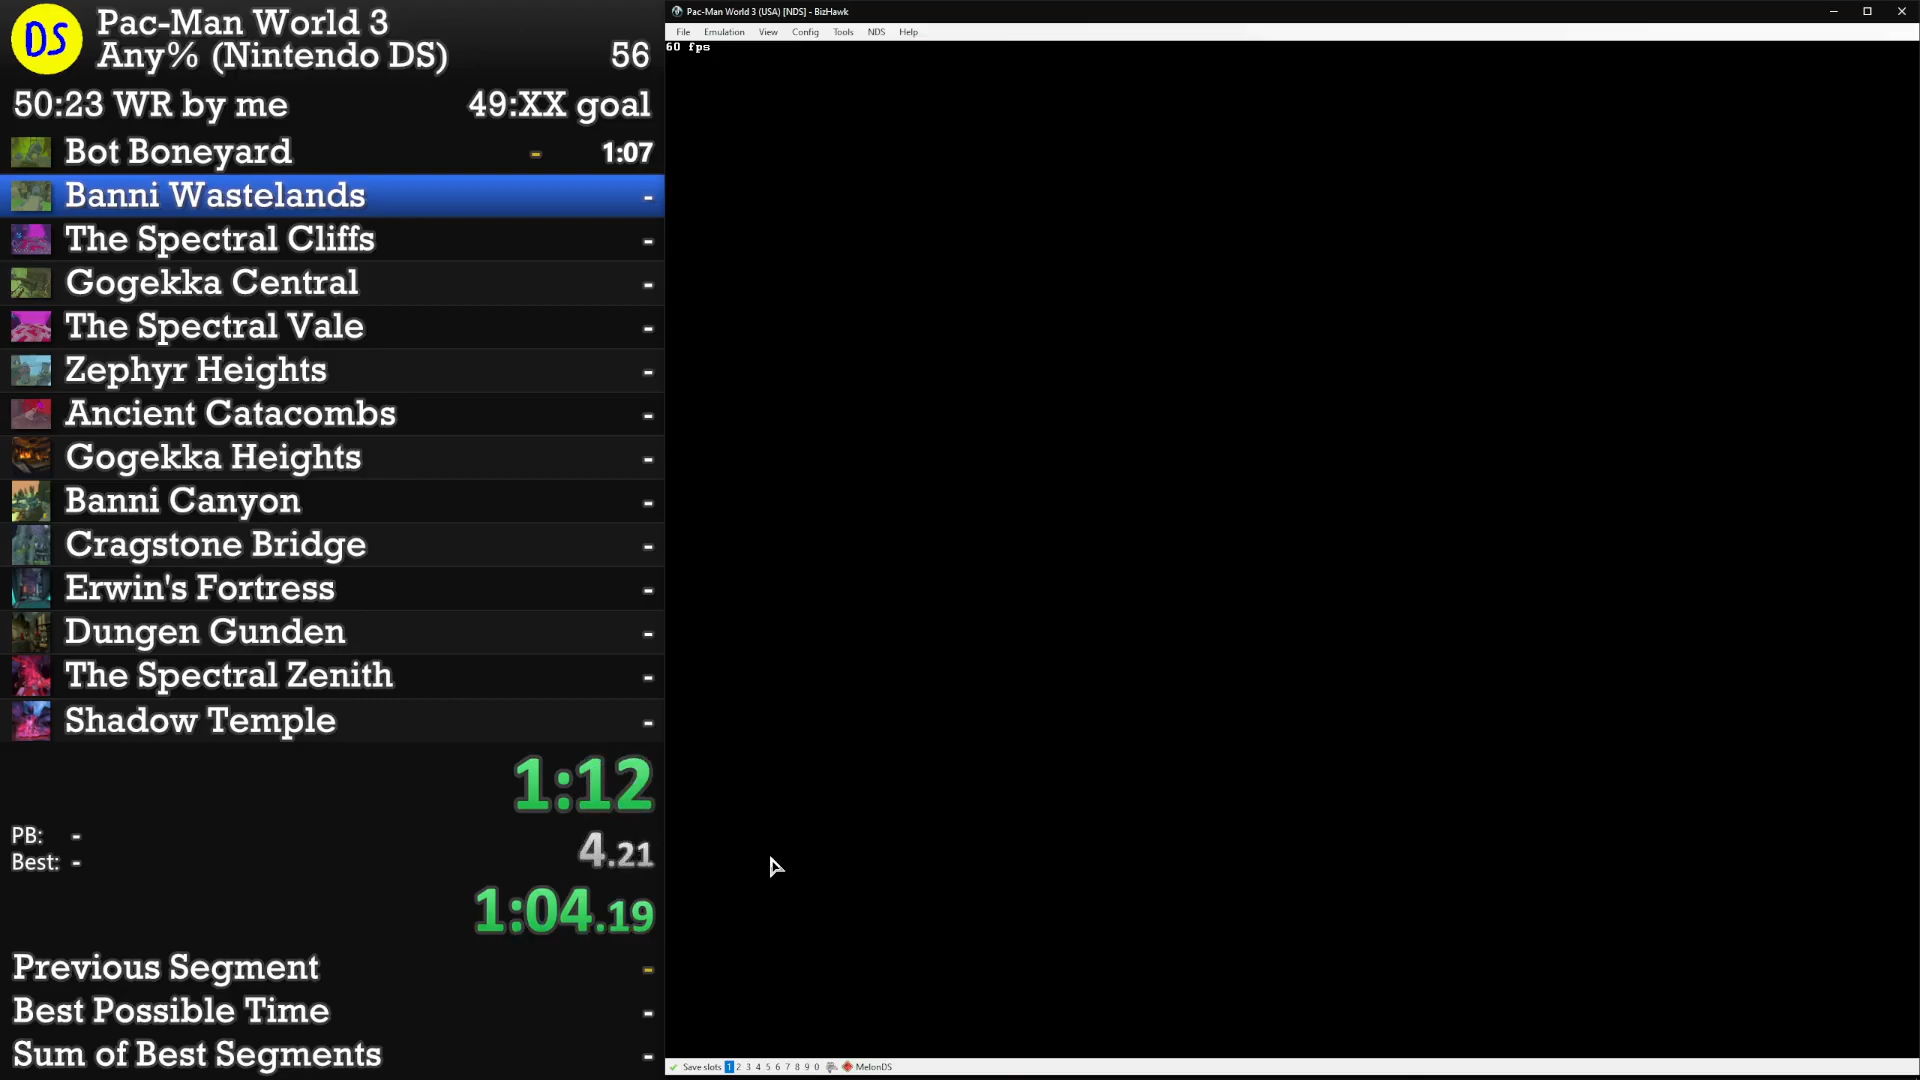 DS
Pac-Man World 3
Any% (Nintendo DS) 56
50:23 WR by me 49:XX goal
Bot Boneyard - 1:07
Banni Wastelands -
The Spectral Cliffs -
Gogekka Central -
The Spectral Vale -
Zephyr Heights -
Ancient Catacombs -
Gogekka Heights -
Banni Canyon -
Cragstone Bridge -
Erwin's Fortress -
Dungen Gunden -
The Spectral Zenith -
Shadow Temple -
1:12
PB: -
Best: -
4.21
1:04.19
Previous Segment -
Best Possible Time -
Sum of Best Segments -
Pac-Man World 3 (USA) [NDS] - BizHawk
File Emulation View Config Tools NDS Help
60 fps
Save slots 1 2 3 4 5 6 7 8 9 0 MelonDS